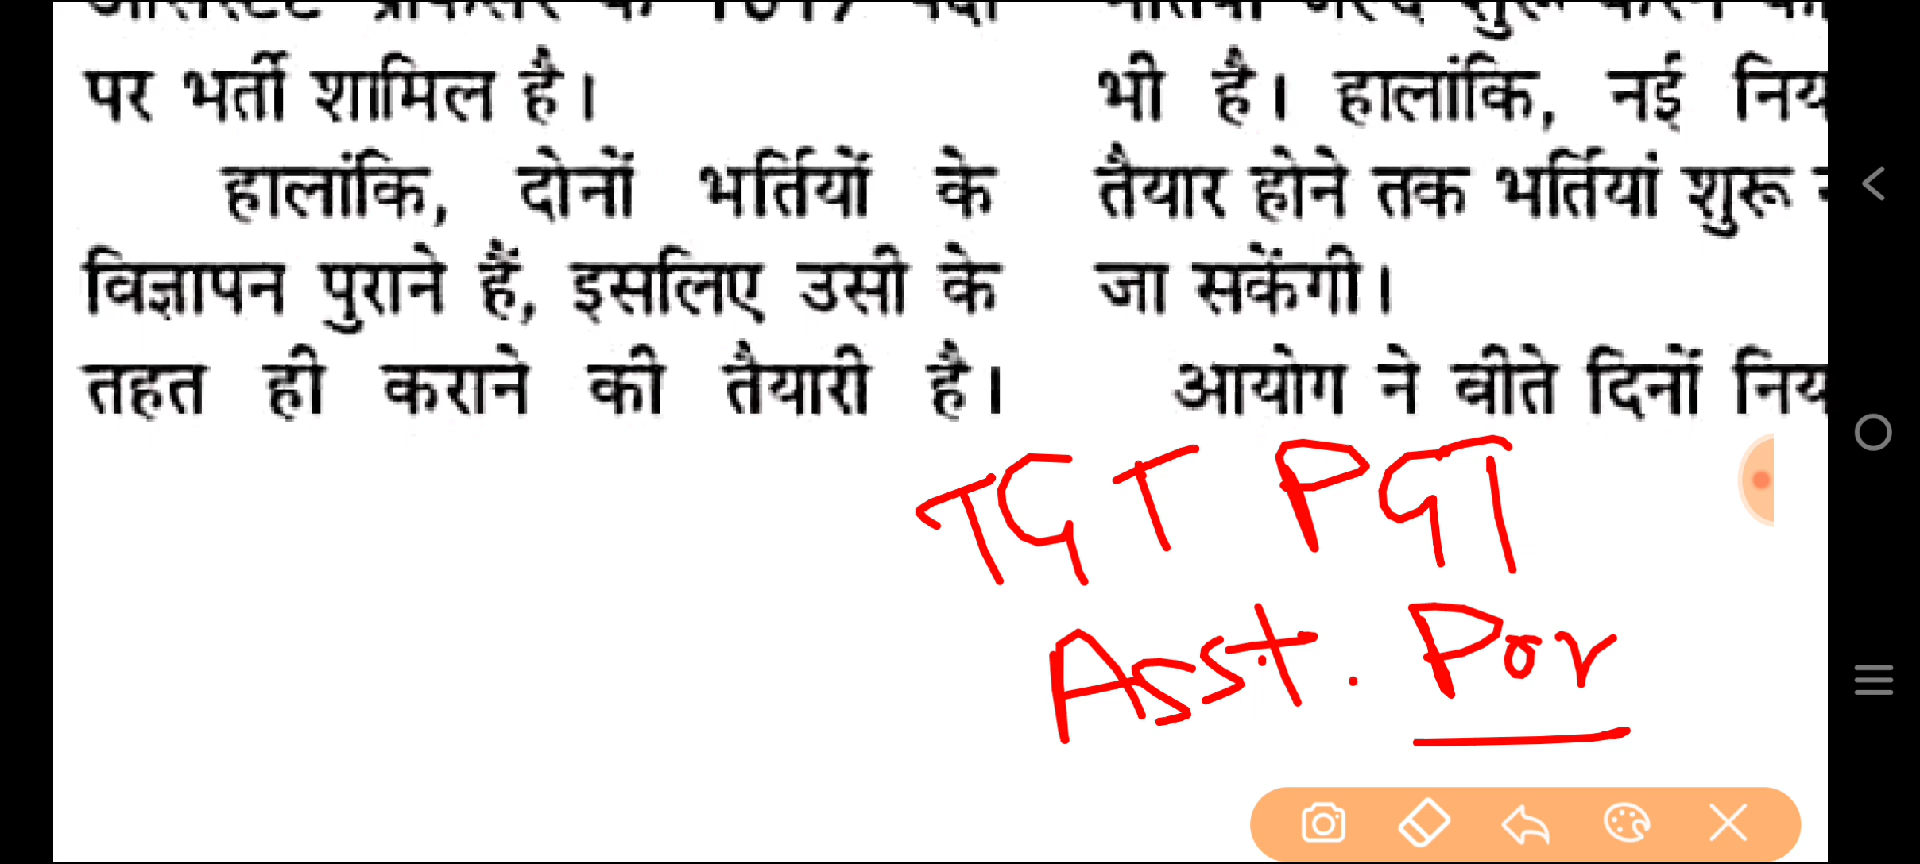 पर भर्ती शामिल है।
हालांकि, दोनों भर्तियों के
विज्ञापन पुराने हैं, इसलिए उसी के
तहत ही कराने की तैयारी है।
भी है। हालांकि, नई
तैयार होने तक भर्तियां शुरू
जा सकेंगी।
आयोग ने बीते दिनों
TGT PGT
Asst. Por